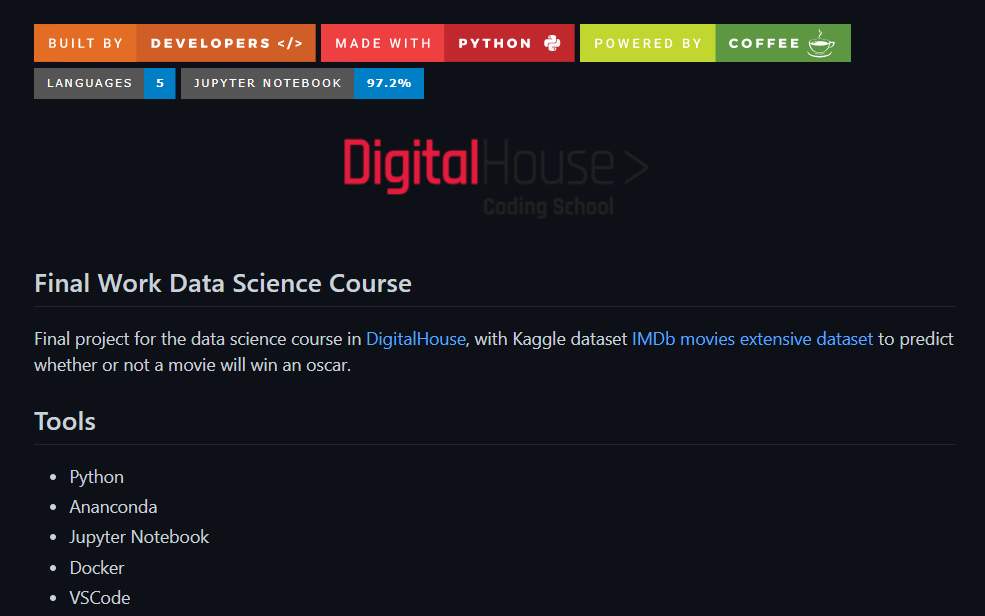 BUILT BY DEVELOPERS </> MADE WITH PYTHON POWERED BY COFFEE
LANGUAGES 5 JUPYTER NOTEBOOK 97.2%
DigitalHouse>
Coding School
Final Work Data Science Course
Final project for the data science course in DigitalHouse, with Kaggle dataset IMDb movies extensive dataset to predict
whether or not a movie will win an oscar.
Tools
• Python
• Ananconda
• Jupyter Notebook
• Docker
• VSCode